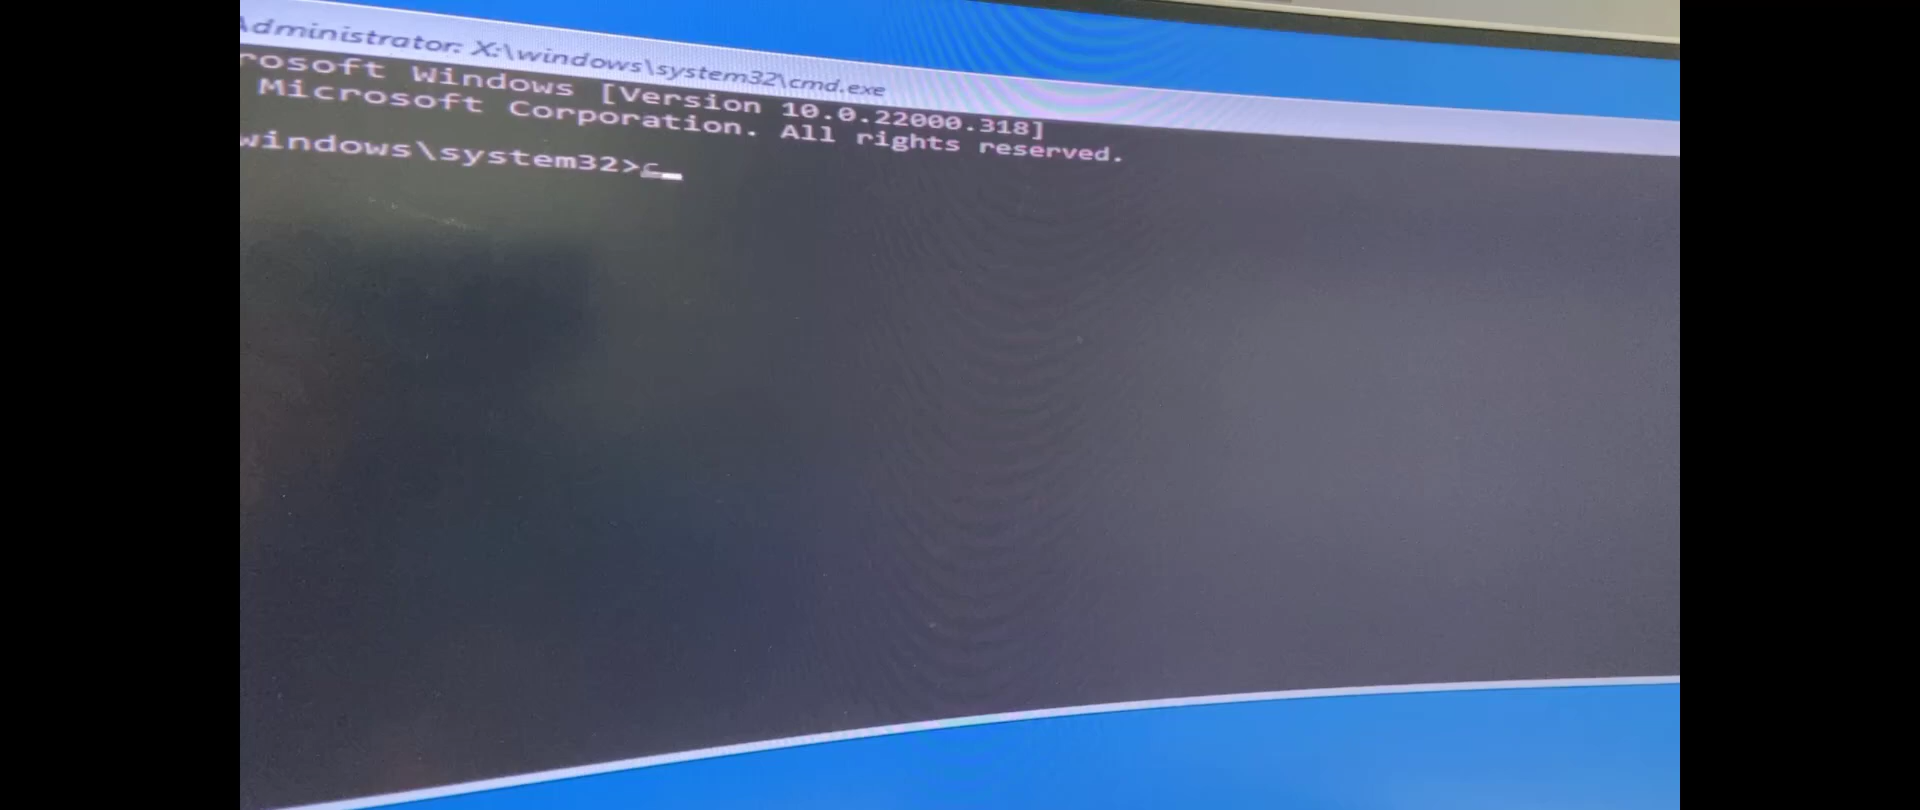 Administrator: X:\windows\system32\cmd.exe
rosoft Windows [Version 10.0.22000.318]
Microsoft Corporation. All rights reserved.
windows\system32>c